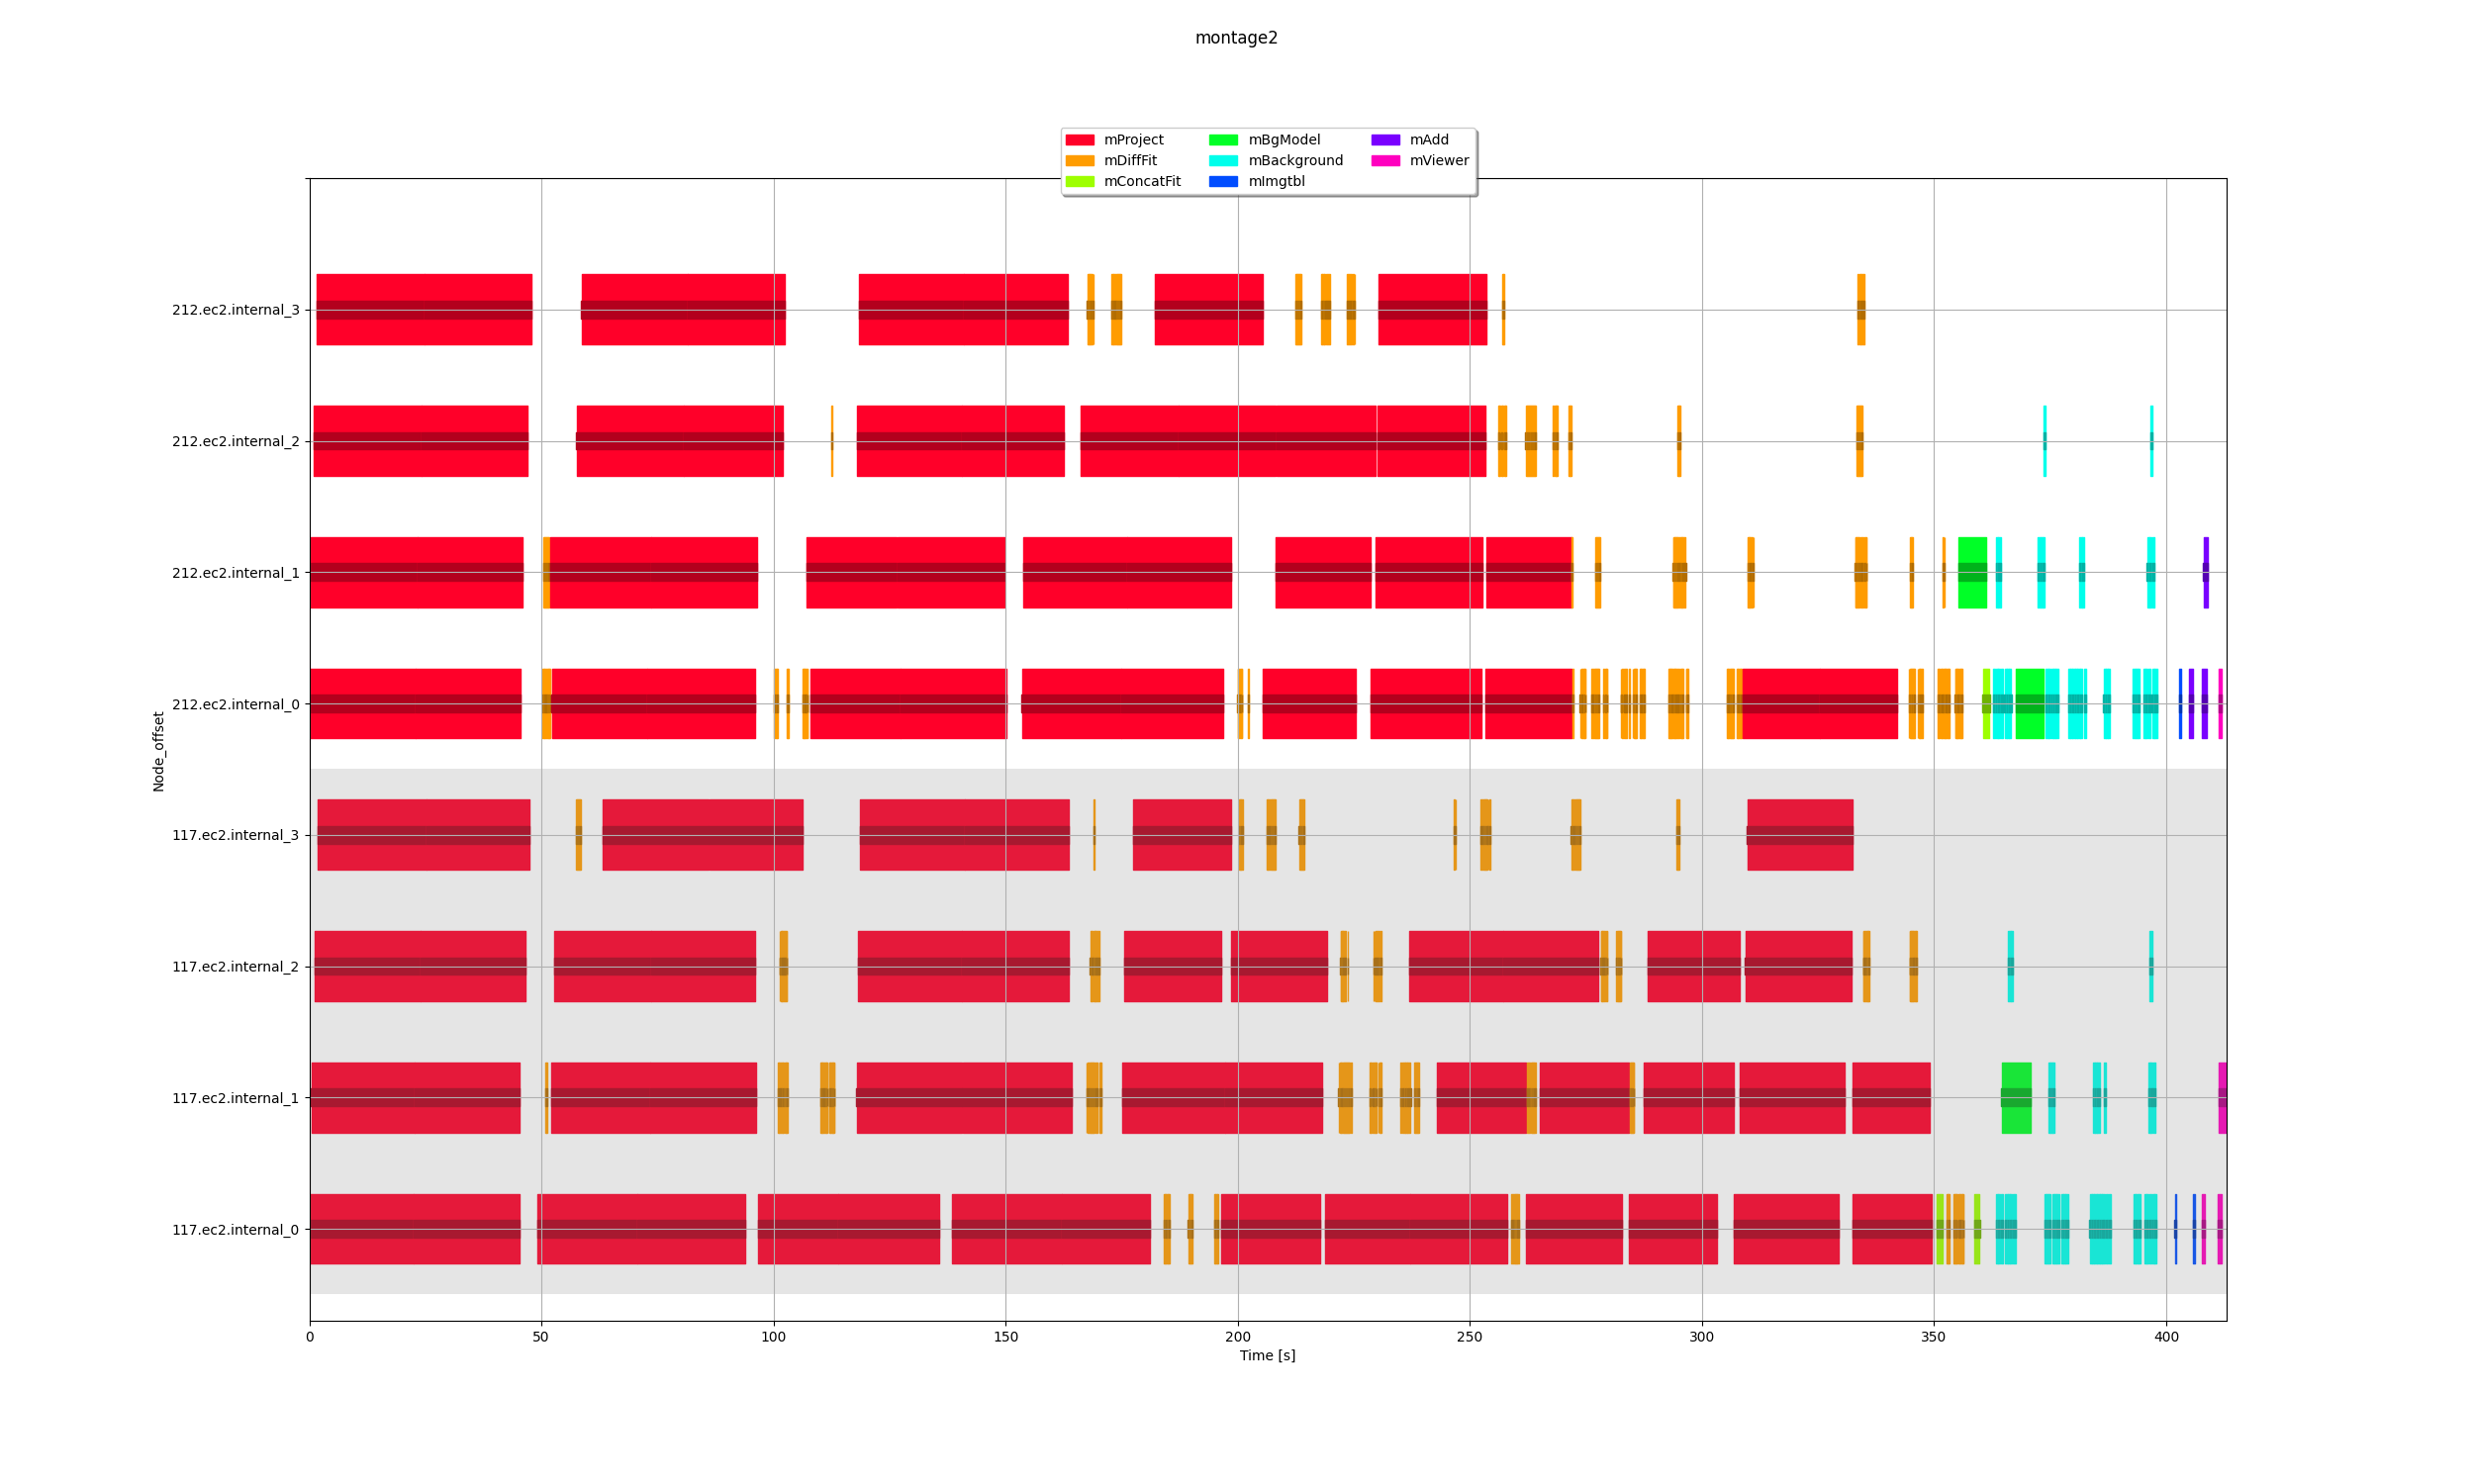 montage2
mProject mBgModel mAdd
mDiffFit mBackground mViewer
mConcatFit mImgtbl
212.ec2.internal_3
212.ec2.internal_2
212.ec2.internal_1
212.ec2.internal_0
117.ec2.internal_3
117.ec2.internal_2
117.ec2.internal_1
117.ec2.internal_0
Node_offset
0 50 100 150 200 250 300 350 400
Time [s]